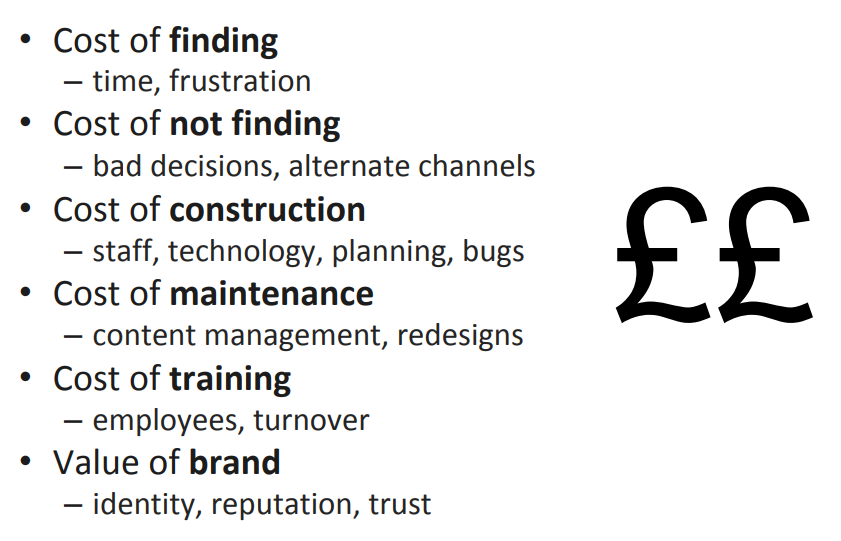 • Cost of finding
– time, frustration
• Cost of not finding
– bad decisions, alternate channels
• Cost of construction
– staff, technology, planning, bugs
• Cost of maintenance
– content management, redesigns
• Cost of training
– employees, turnover
• Value of brand
– identity, reputation, trust
££